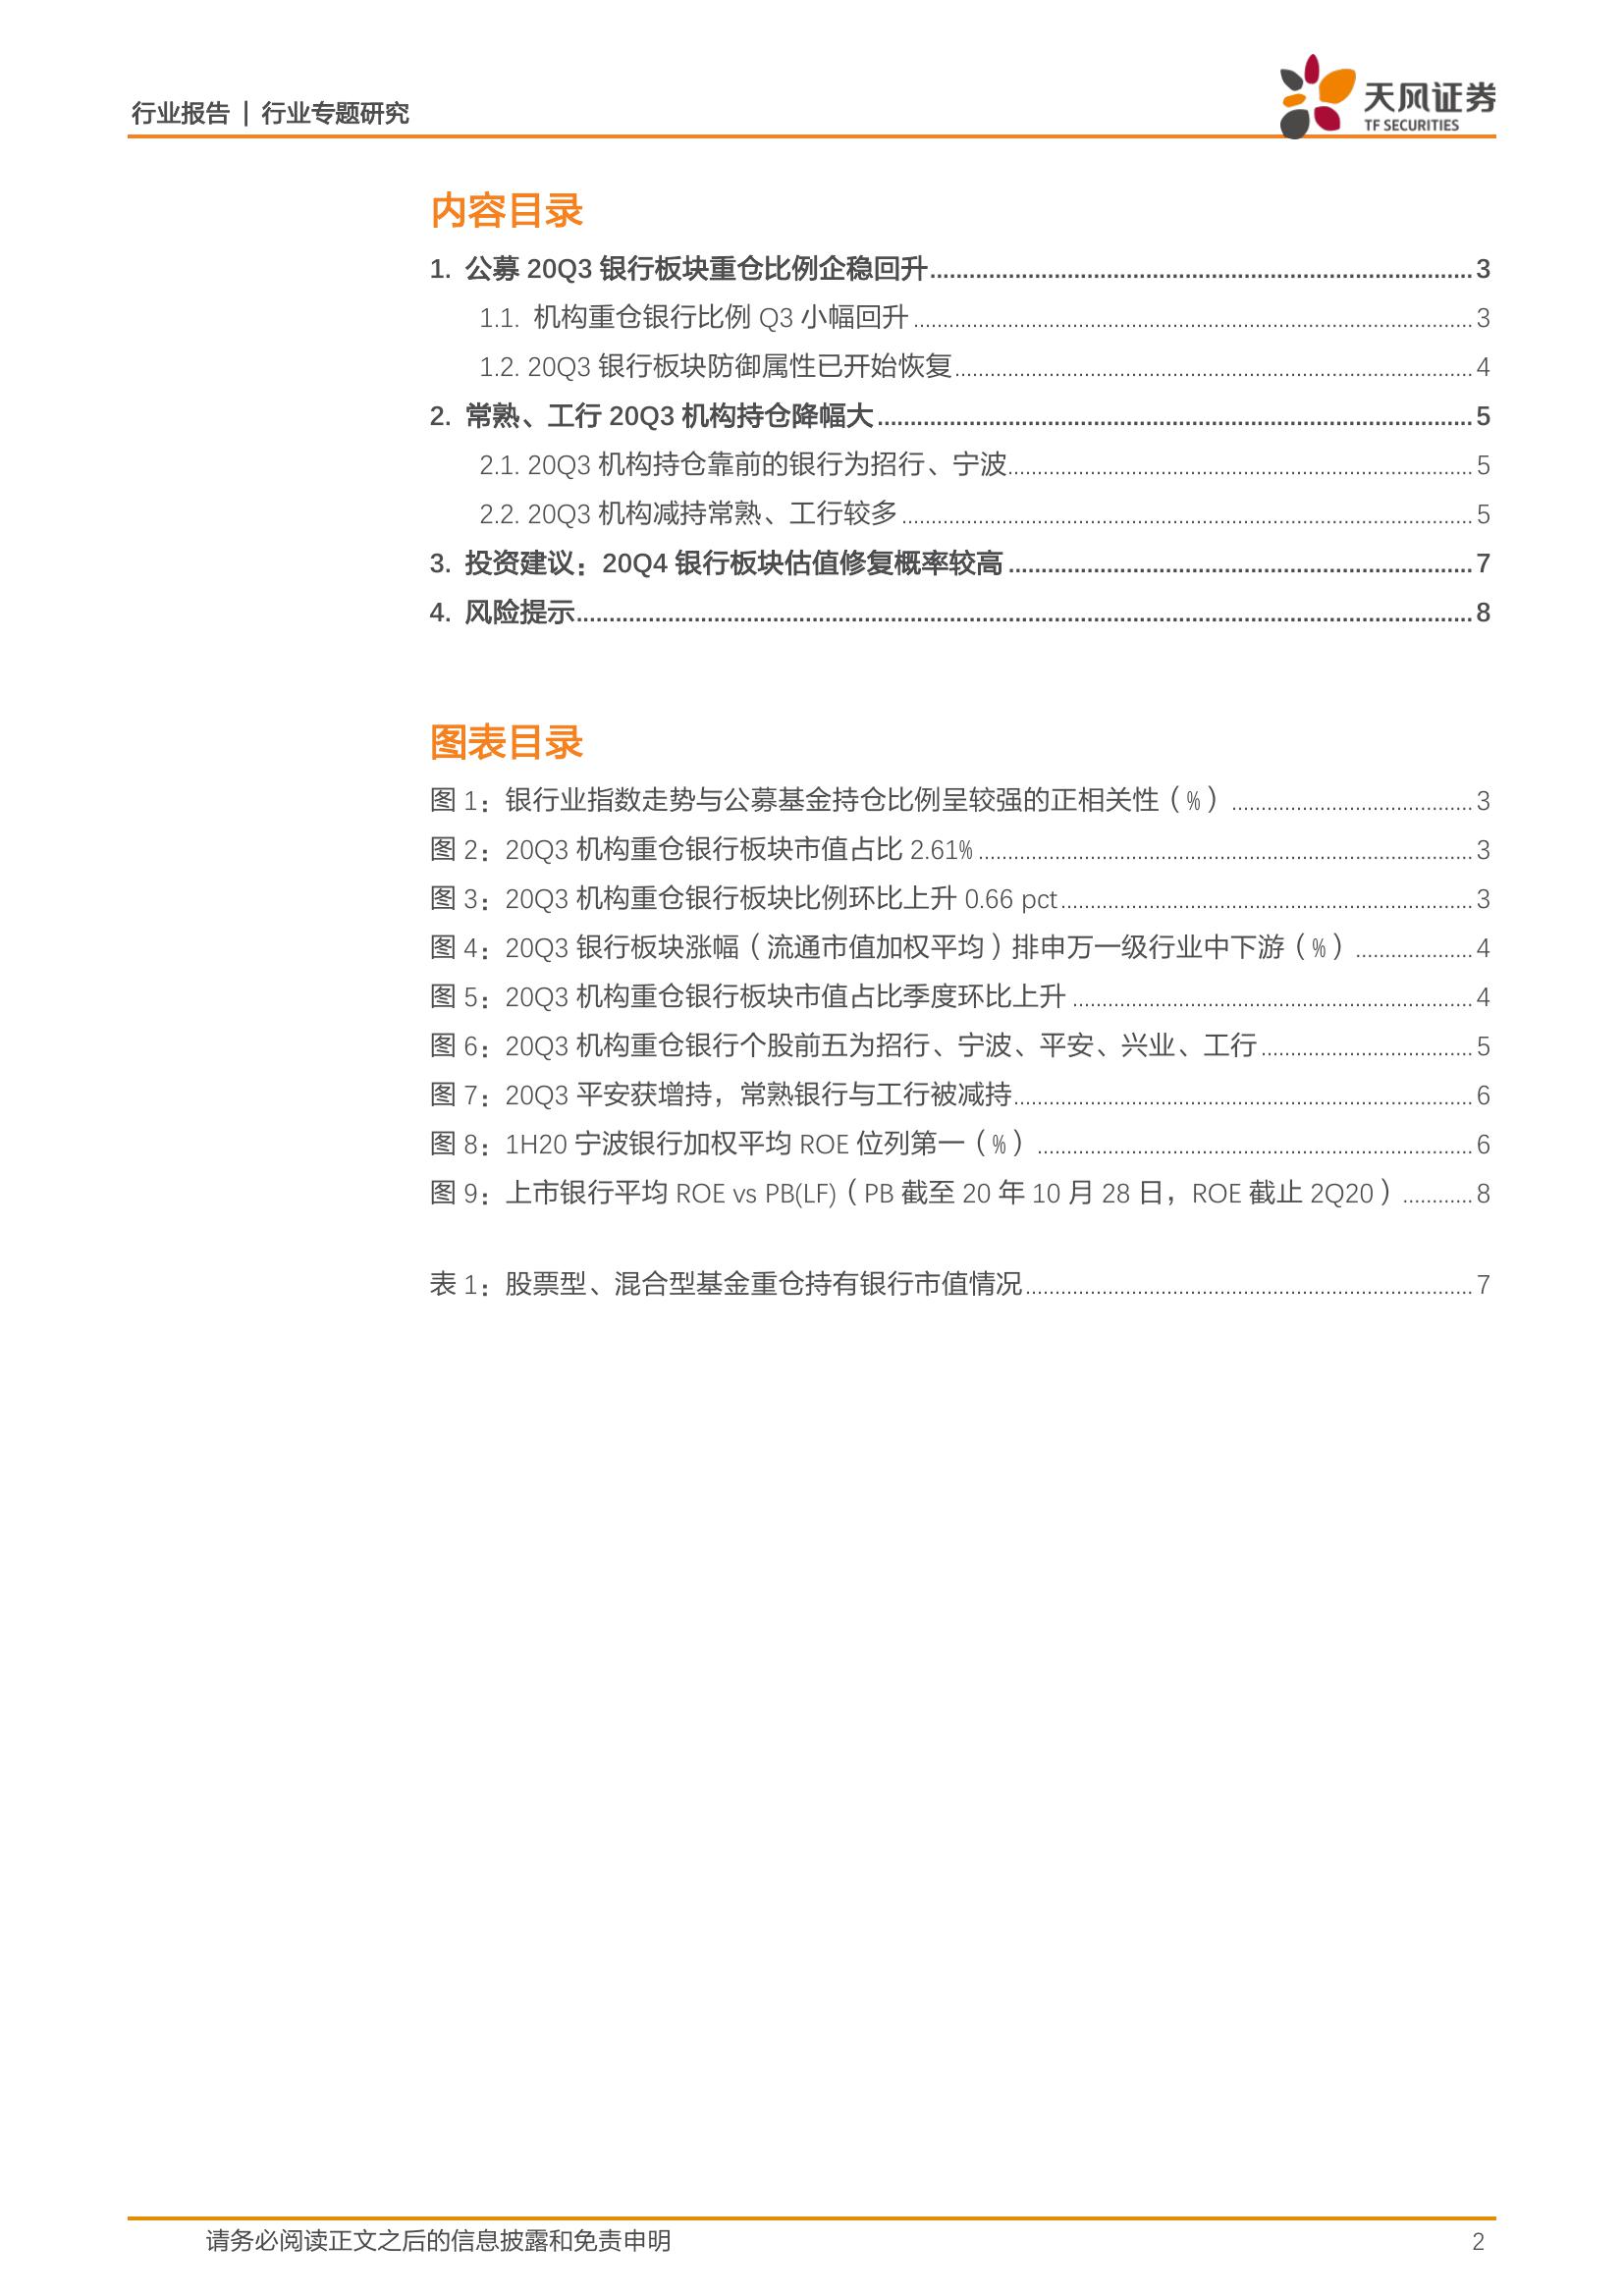 行业报告 | 行业专题研究
天风证券
TF SECURITIES
内容目录
1. 公募 20Q3 银行板块重仓比例企稳回升 3
1.1. 机构重仓银行比例 Q3 小幅回升 3
1.2. 20Q3 银行板块防御属性已开始恢复 4
2. 常熟、工行 20Q3 机构持仓降幅大 5
2.1. 20Q3 机构持仓靠前的银行为招行、宁波 5
2.2. 20Q3 机构减持常熟、工行较多 5
3. 投资建议：20Q4 银行板块估值修复概率较高 7
4. 风险提示 8
图表目录
图 1：银行业指数走势与公募基金持仓比例呈较强的正相关性（%） 3
图 2：20Q3 机构重仓银行板块市值占比 2.61% 3
图 3：20Q3 机构重仓银行板块比例环比上升 0.66 pct 3
图 4：20Q3 银行板块涨幅（流通市值加权平均）排申万一级行业中下游（%） 4
图 5：20Q3 机构重仓银行板块市值占比季度环比上升 4
图 6：20Q3 机构重仓银行个股前五为招行、宁波、平安、兴业、工行 5
图 7：20Q3 平安获增持，常熟银行与工行被减持 6
图 8：1H20 宁波银行加权平均 ROE 位列第一（%） 6
图 9：上市银行平均 ROE vs PB(LF)（PB 截至 20 年 10 月 28 日，ROE 截止 2Q20） 8
表 1：股票型、混合型基金重仓持有银行市值情况 7
请务必阅读正文之后的信息披露和免责申明 2